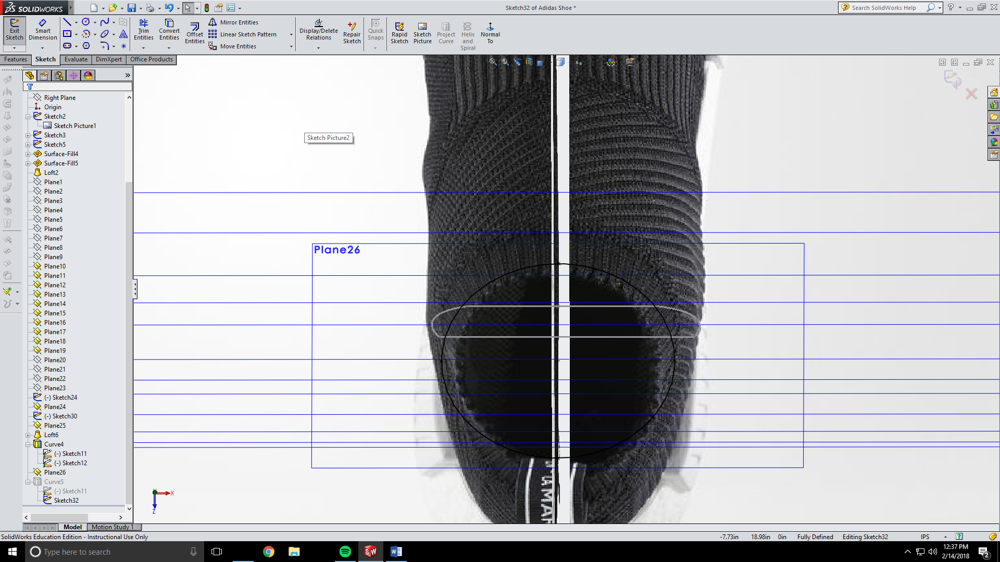 SOLIDWORKS
Sketch32 of Adidas Shoe *
Search SolidWorks Help
Exit Sketch
Smart Dimension
Trim Entities
Convert Entities
Offset Entities
Mirror Entities
Linear Sketch Pattern
Move Entities
Display/Delete Relations
Repair Sketch
Quick Snaps
Rapid Sketch
Sketch Picture
Project Curve
Helix and Spiral
Normal To
Features
Sketch
Evaluate
DimXpert
Office Products
Right Plane
Origin
Sketch2
Sketch Picture1
Sketch3
Sketch5
Surface-Fill4
Surface-Fill5
Loft2
Plane1
Plane2
Plane3
Plane4
Plane5
Plane6
Plane7
Plane8
Plane9
Plane10
Plane11
Plane12
Plane13
Plane14
Plane15
Plane16
Plane17
Plane18
Plane19
Plane20
Plane21
Plane22
Plane23
(-) Sketch24
Plane24
(-) Sketch30
Plane25
Loft6
Curve4
(-) Sketch11
(-) Sketch12
Plane26
Curve5
(-) Sketch11
Sketch32
Sketch Picture2
Plane26
X
Z
Model
Motion Study 1
SolidWorks Education Edition - Instructional Use Only
-7.73in 18.98in 0in Fully Defined Editing Sketch32 IPS
Type here to search
12:37 PM
2/14/2018
2